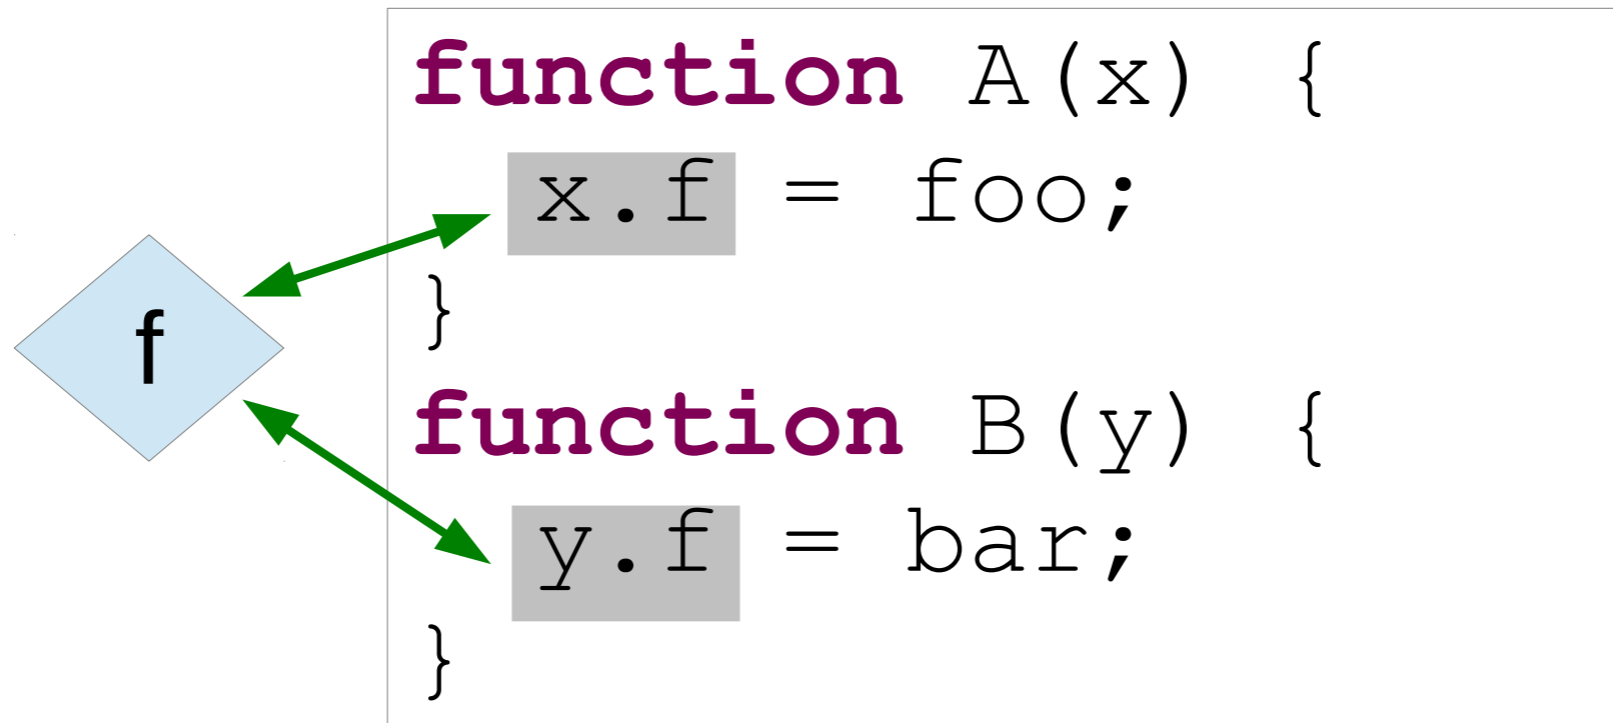 function A(x) {
x.f = foo;
}
f
function B(y) {
y.f = bar;
}